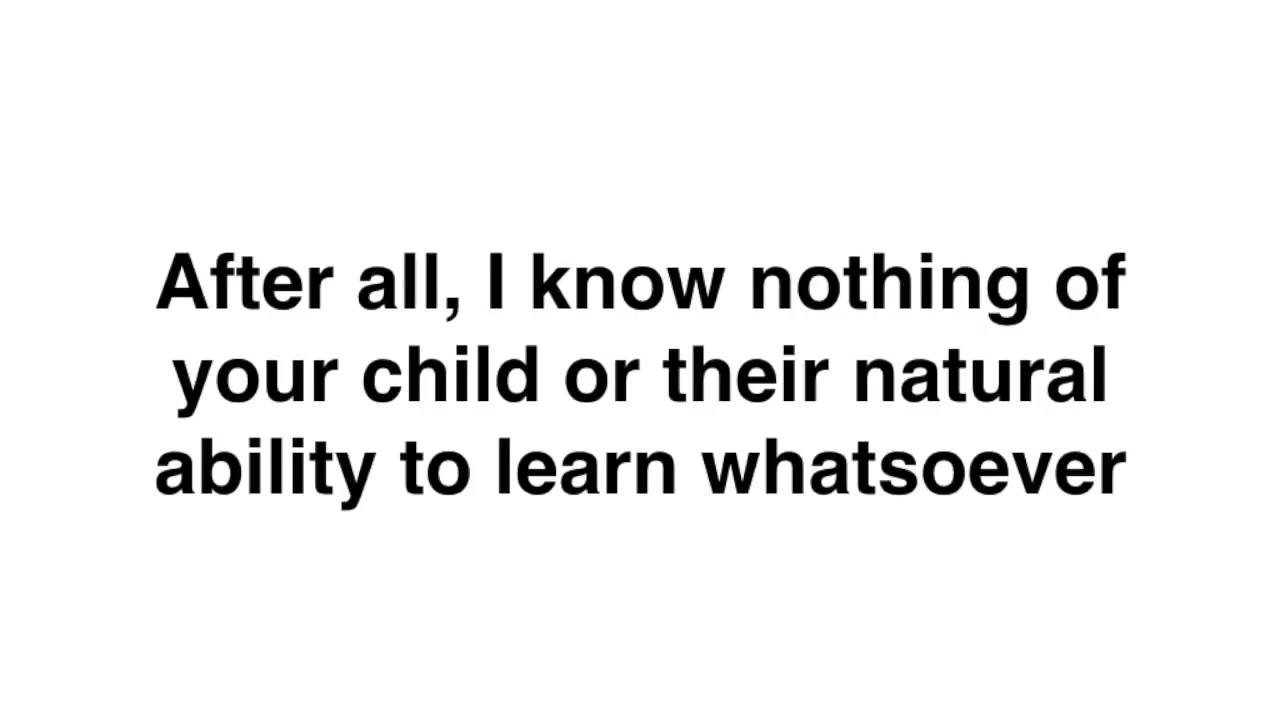 After all, I know nothing of
your child or their natural
ability to learn whatsoever